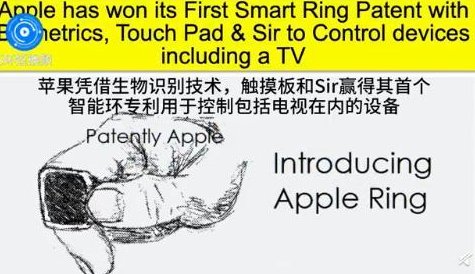 Apple has won its First Smart Ring Patent with
metrics, Touch Pad & Sir to Control devices
including a TV
苹果凭借生物识别技术，触摸板和Sir赢得其首个
智能环专利用于控制包括电视在内的设备
Patently Apple
Introducing
Apple Ring